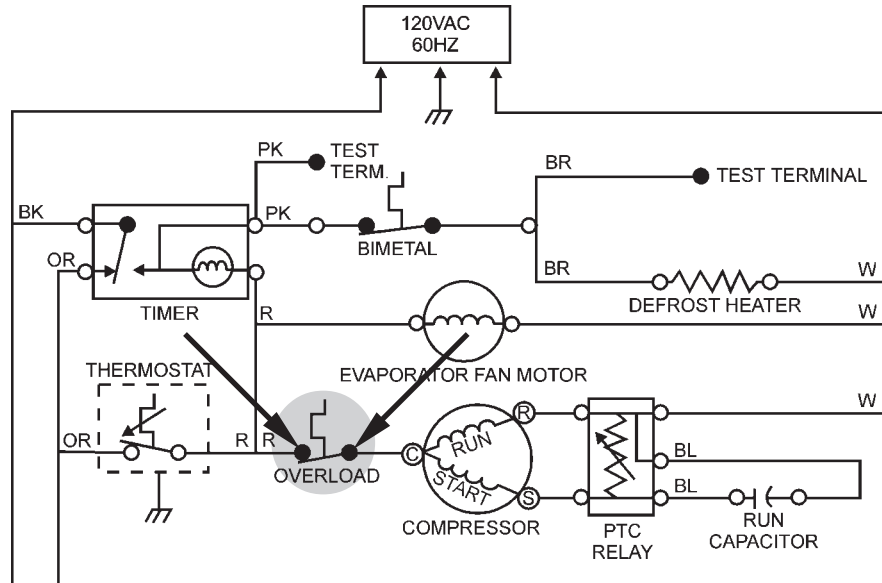 120VAC
60HZ
PK
TEST
TERM.
BR
TEST TERMINAL
BK
PK
BIMETAL
OR
BR
W
DEFROST HEATER
TIMER
R
W
THERMOSTAT
EVAPORATOR FAN MOTOR
OR
R
R
OVERLOAD
C
RUN
START
R
S
COMPRESSOR
W
BL
BL
PTC
RELAY
RUN
CAPACITOR